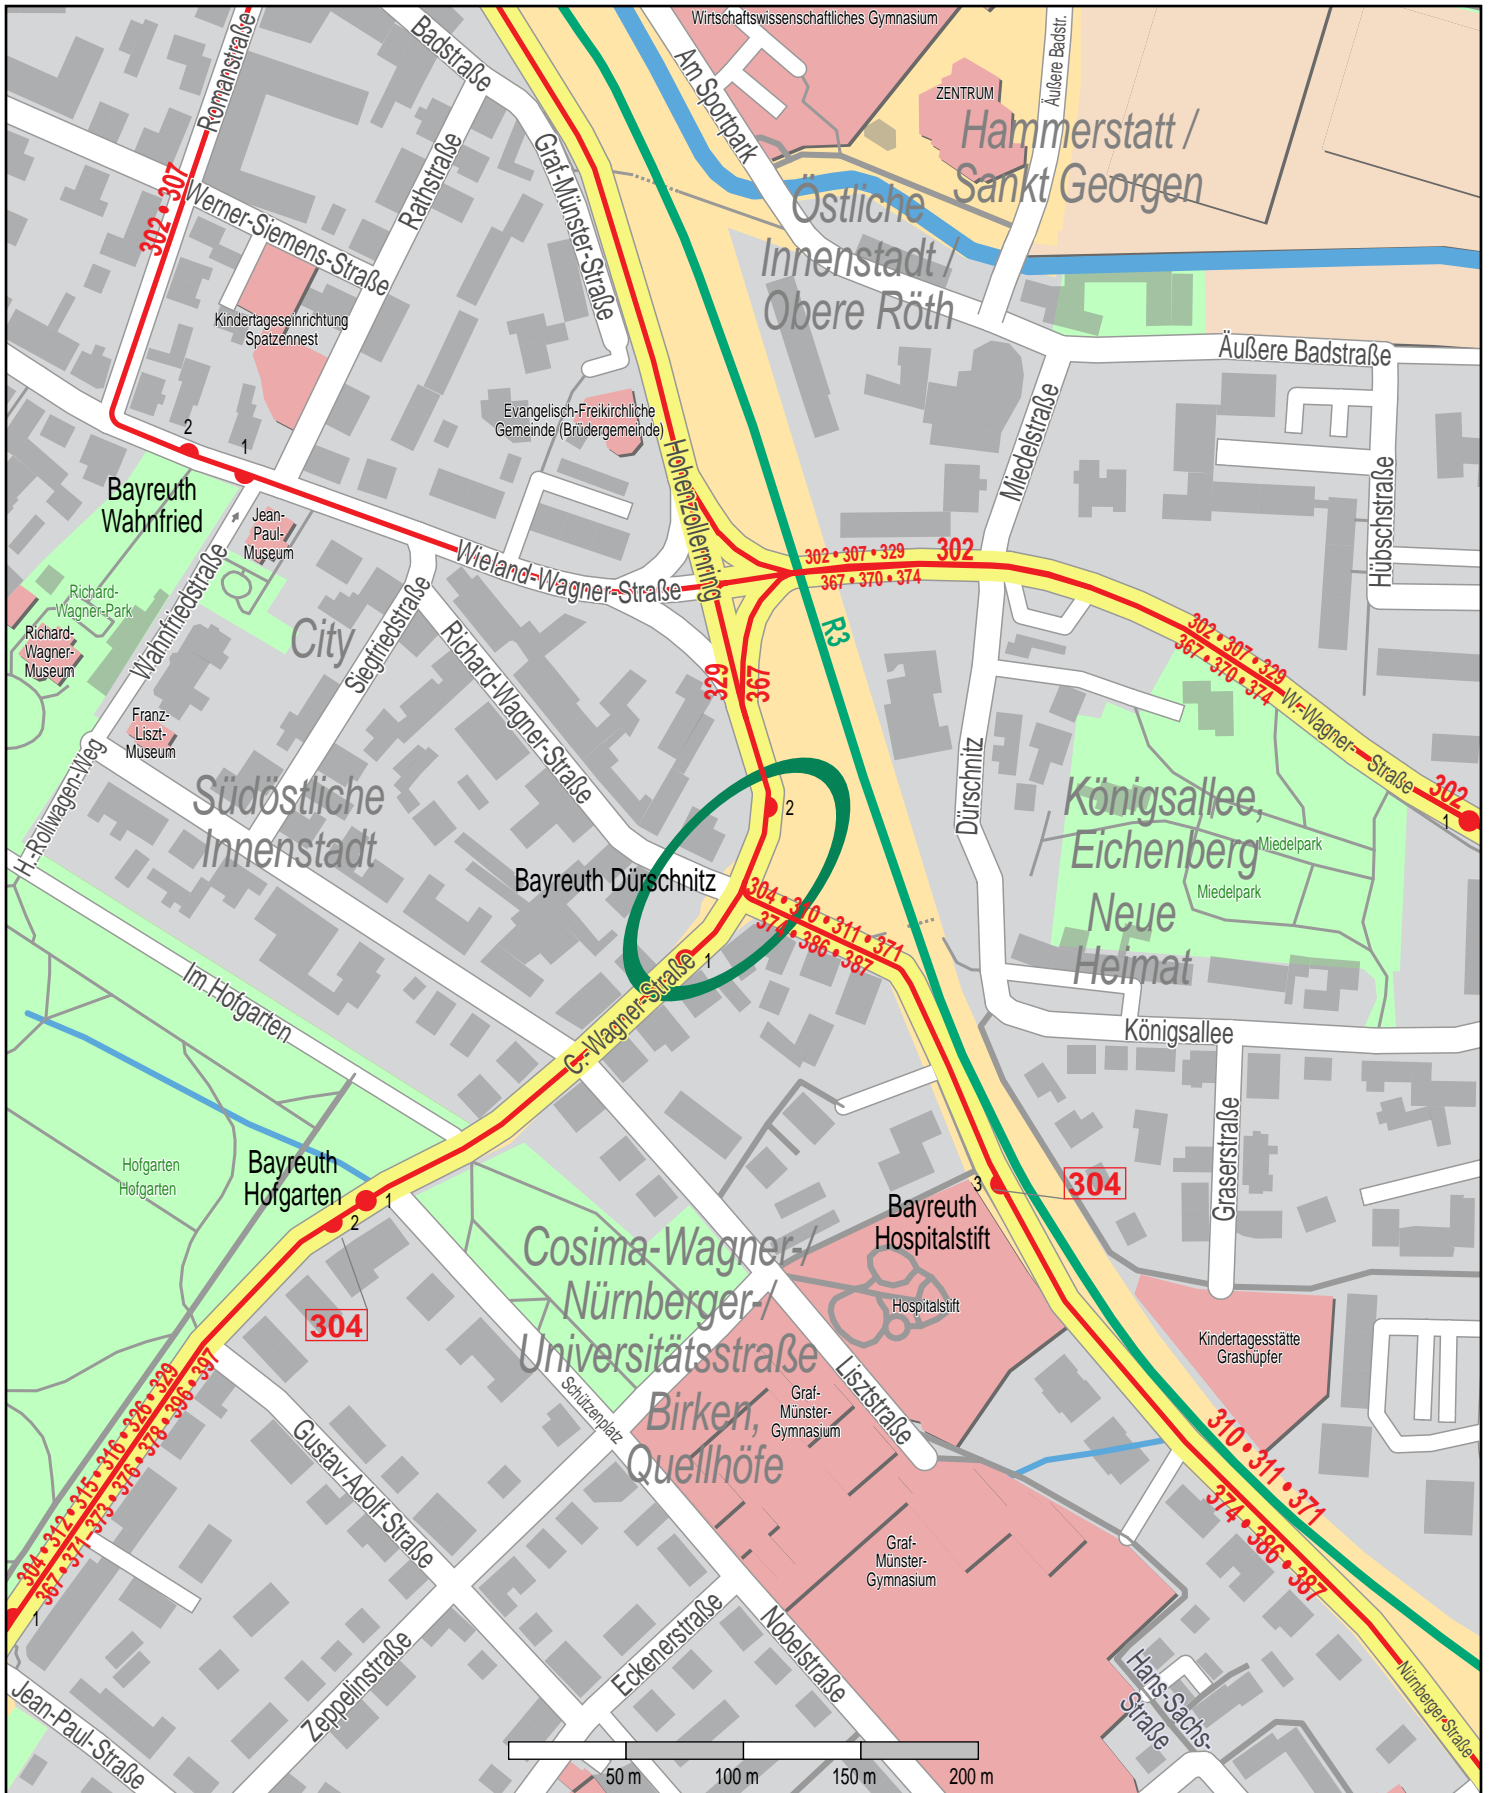 Wirtschaftswissenschaftliches Gymnasium
Romanstraße
Badstraße
Am Sportpark
Äußere Badstr.
ZENTRUM
Hammerstatt /
Sankt Georgen
Rathstraße
Graf-Münster-Straße
302 • 307
Werner-Siemens-Straße
Östliche
Innenstadt /
Obere Röth
Kindertageseinrichtung
Spatzennest
Äußere Badstraße
Evangelisch-Freikirchliche
Gemeinde (Brüdergemeinde)
Miedelstraße
Hübschstraße
2
1
Bayreuth
Wahnfried
Hohenzollernring
Jean-
Paul-
Museum
Wieland-Wagner-Straße
302 • 307 • 329
302
367 • 370 • 374
Richard-
Wagner-Park
Richard-
Wagner-
Museum
Wahnfriedstraße
City
Siegfriedstraße
Richard-Wagner-Straße
R3
329
367
302 • 307 • 329
367 • 370 • 374
W.-Wagner-
Straße
302
1
Franz-
Liszt-
Museum
H.-Rollwagen-Weg
Südöstliche
Innenstadt
Dürschnitz
Königsallee,
Eichenberg
Miedelpark
Miedelpark
Neue
Heimat
2
Bayreuth Dürschnitz
304 • 310 • 311 • 371
374 • 386 • 387
1
C.-Wagner-Straße
Im Hofgarten
Königsallee
Graserstraße
Hofgarten
Hofgarten
Bayreuth
Hofgarten
1
2
304
3
304
Bayreuth
Hospitalstift
Hospitalstift
Cosima-Wagner-/
Nürnberger-/
Universitätsstraße
Birken,
Quellhöfe
Schützenplatz
Lisztstraße
Kindertagesstätte
Grashüpfer
Graf-
Münster-
Gymnasium
304 • 312 • 315 • 316 • 326 • 329
367 • 371-373 • 376 • 378 • 396 • 397
1
Gustav-Adolf-Straße
310 • 311 • 371
374 • 386 • 387
Graf-
Münster-
Gymnasium
Zeppelinstraße
Eckenerstraße
Nobelstraße
Hans-Sachs-
Straße
Nürnberger-Straße
Jean-Paul-Straße
50 m
100 m
150 m
200 m